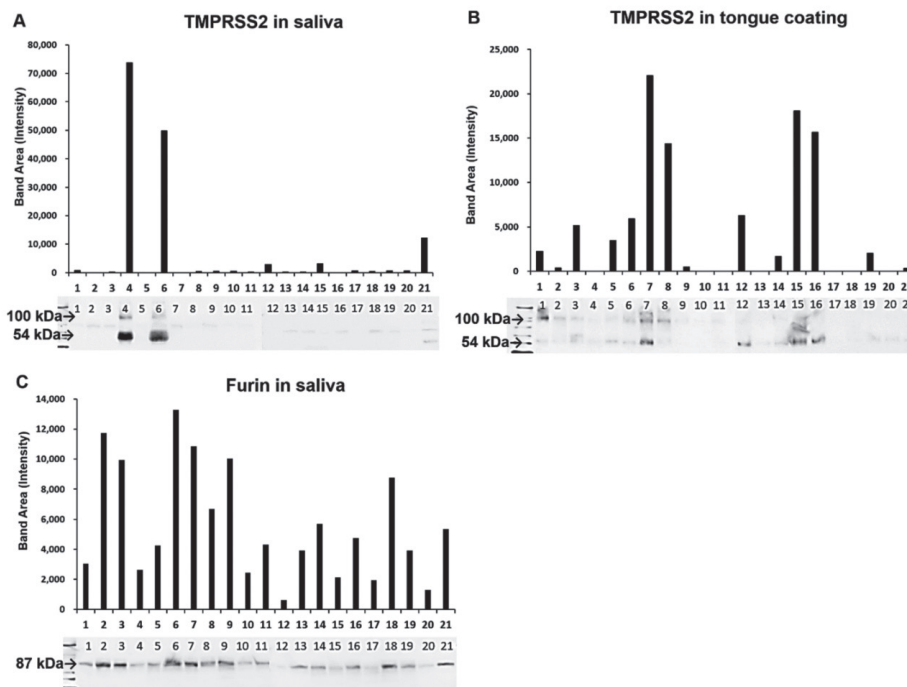 A
TMPRSS2 in saliva
Band Area (Intensity)
80,000
70,000
60,000
50,000
40,000
30,000
20,000
10,000
0
1 2 3 4 5 6 7 8 9 10 11 12 13 14 15 16 17 18 19 20 21
1 2 3 4 5 6 7 8 9 10 11 12 13 14 15 16 17 18 19 20 21
100 kDa
54 kDa
B
TMPRSS2 in tongue coating
Band Area (Intensity)
25,000
20,000
15,000
10,000
5,000
0
1 2 3 4 5 6 7 8 9 10 11 12 13 14 15 16 17 18 19 20 2
1 2 3 4 5 6 7 8 9 10 11 12 13 14 15 16 17 18 19 20 2
100 kDa
54 kDa
C
Furin in saliva
Band Area (Intensity)
14,000
12,000
10,000
8,000
6,000
4,000
2,000
0
1 2 3 4 5 6 7 8 9 10 11 12 13 14 15 16 17 18 19 20 21
1 2 3 4 5 6 7 8 9 10 11 12 13 14 15 16 17 18 19 20 21
87 kDa